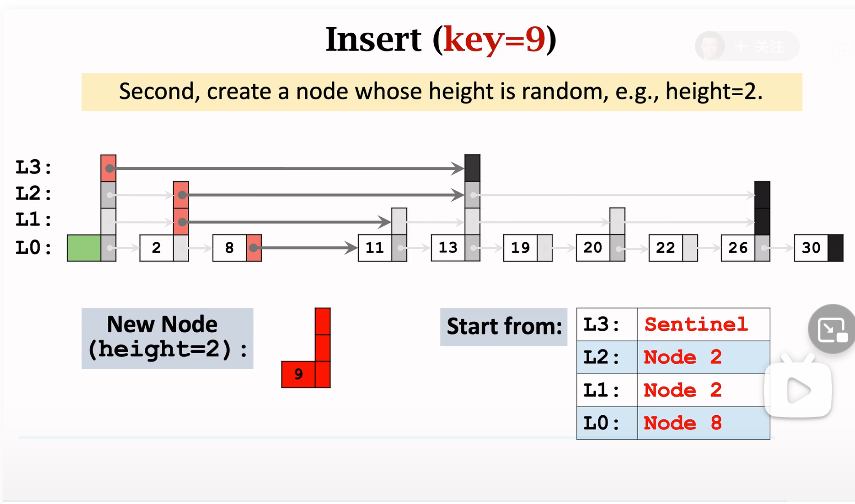 Insert (key=9)
+ 关注
Second, create a node whose height is random, e.g., height=2.
L3:
L2:
L1:
L0: 2 8 11 13 19 20 22 26 30
New Node
(height=2):
9
Start from:
L3: Sentinel
L2: Node 2
L1: Node 2
L0: Node 8